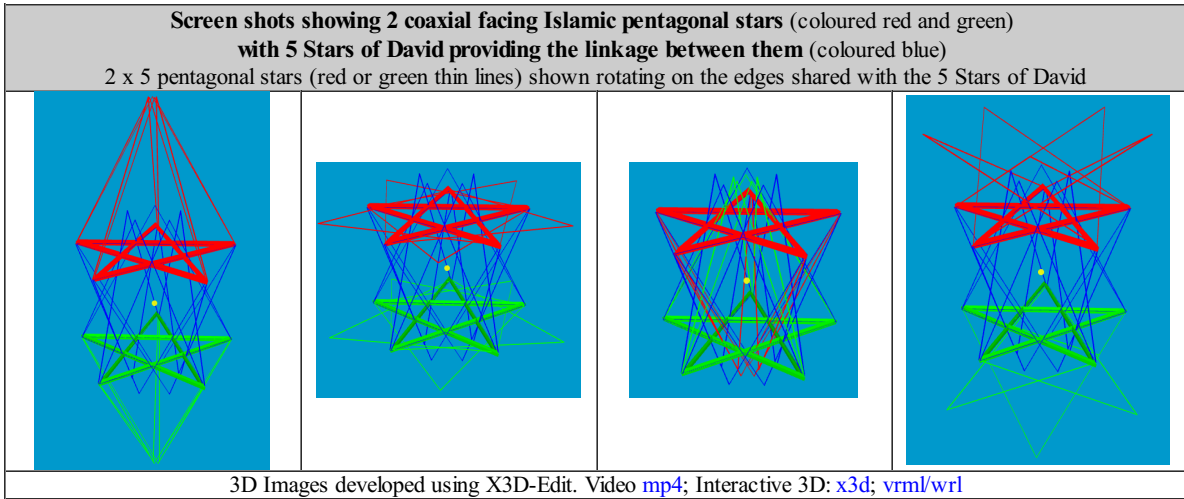 Screen shots showing 2 coaxial facing Islamic pentagonal stars (coloured red and green)
with 5 Stars of David providing the linkage between them (coloured blue)
2 x 5 pentagonal stars (red or green thin lines) shown rotating on the edges shared with the 5 Stars of David
3D Images developed using X3D-Edit. Video mp4; Interactive 3D: x3d; vrml/wrl